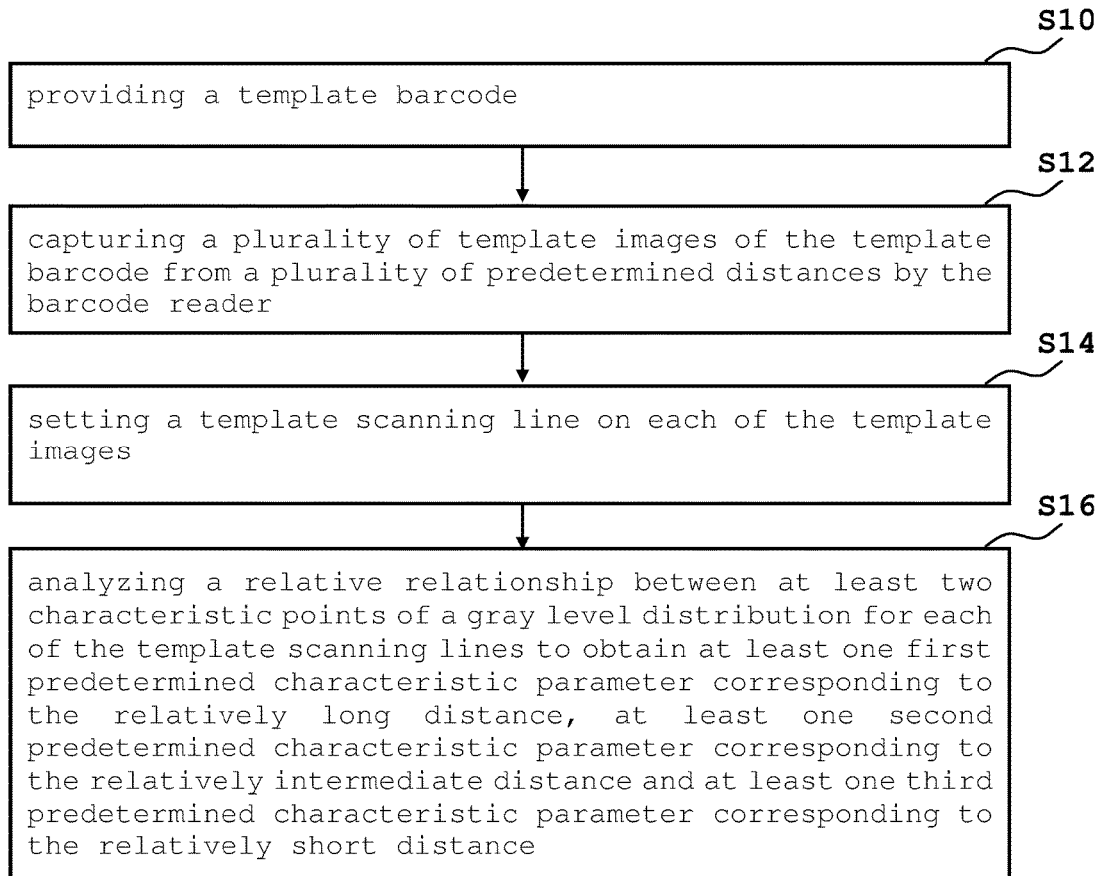 S10
providing a template barcode
S12
capturing a plurality of template images of the template
barcode from a plurality of predetermined distances by the
barcode reader
S14
setting a template scanning line on each of the template
images
S16
analyzing a relative relationship between at least two
characteristic points of a gray level distribution for each
of the template scanning lines to obtain at least one first
predetermined characteristic parameter corresponding to
the relatively long distance, at least one second
predetermined characteristic parameter corresponding to
the relatively intermediate distance and at least one third
predetermined characteristic parameter corresponding to
the relatively short distance